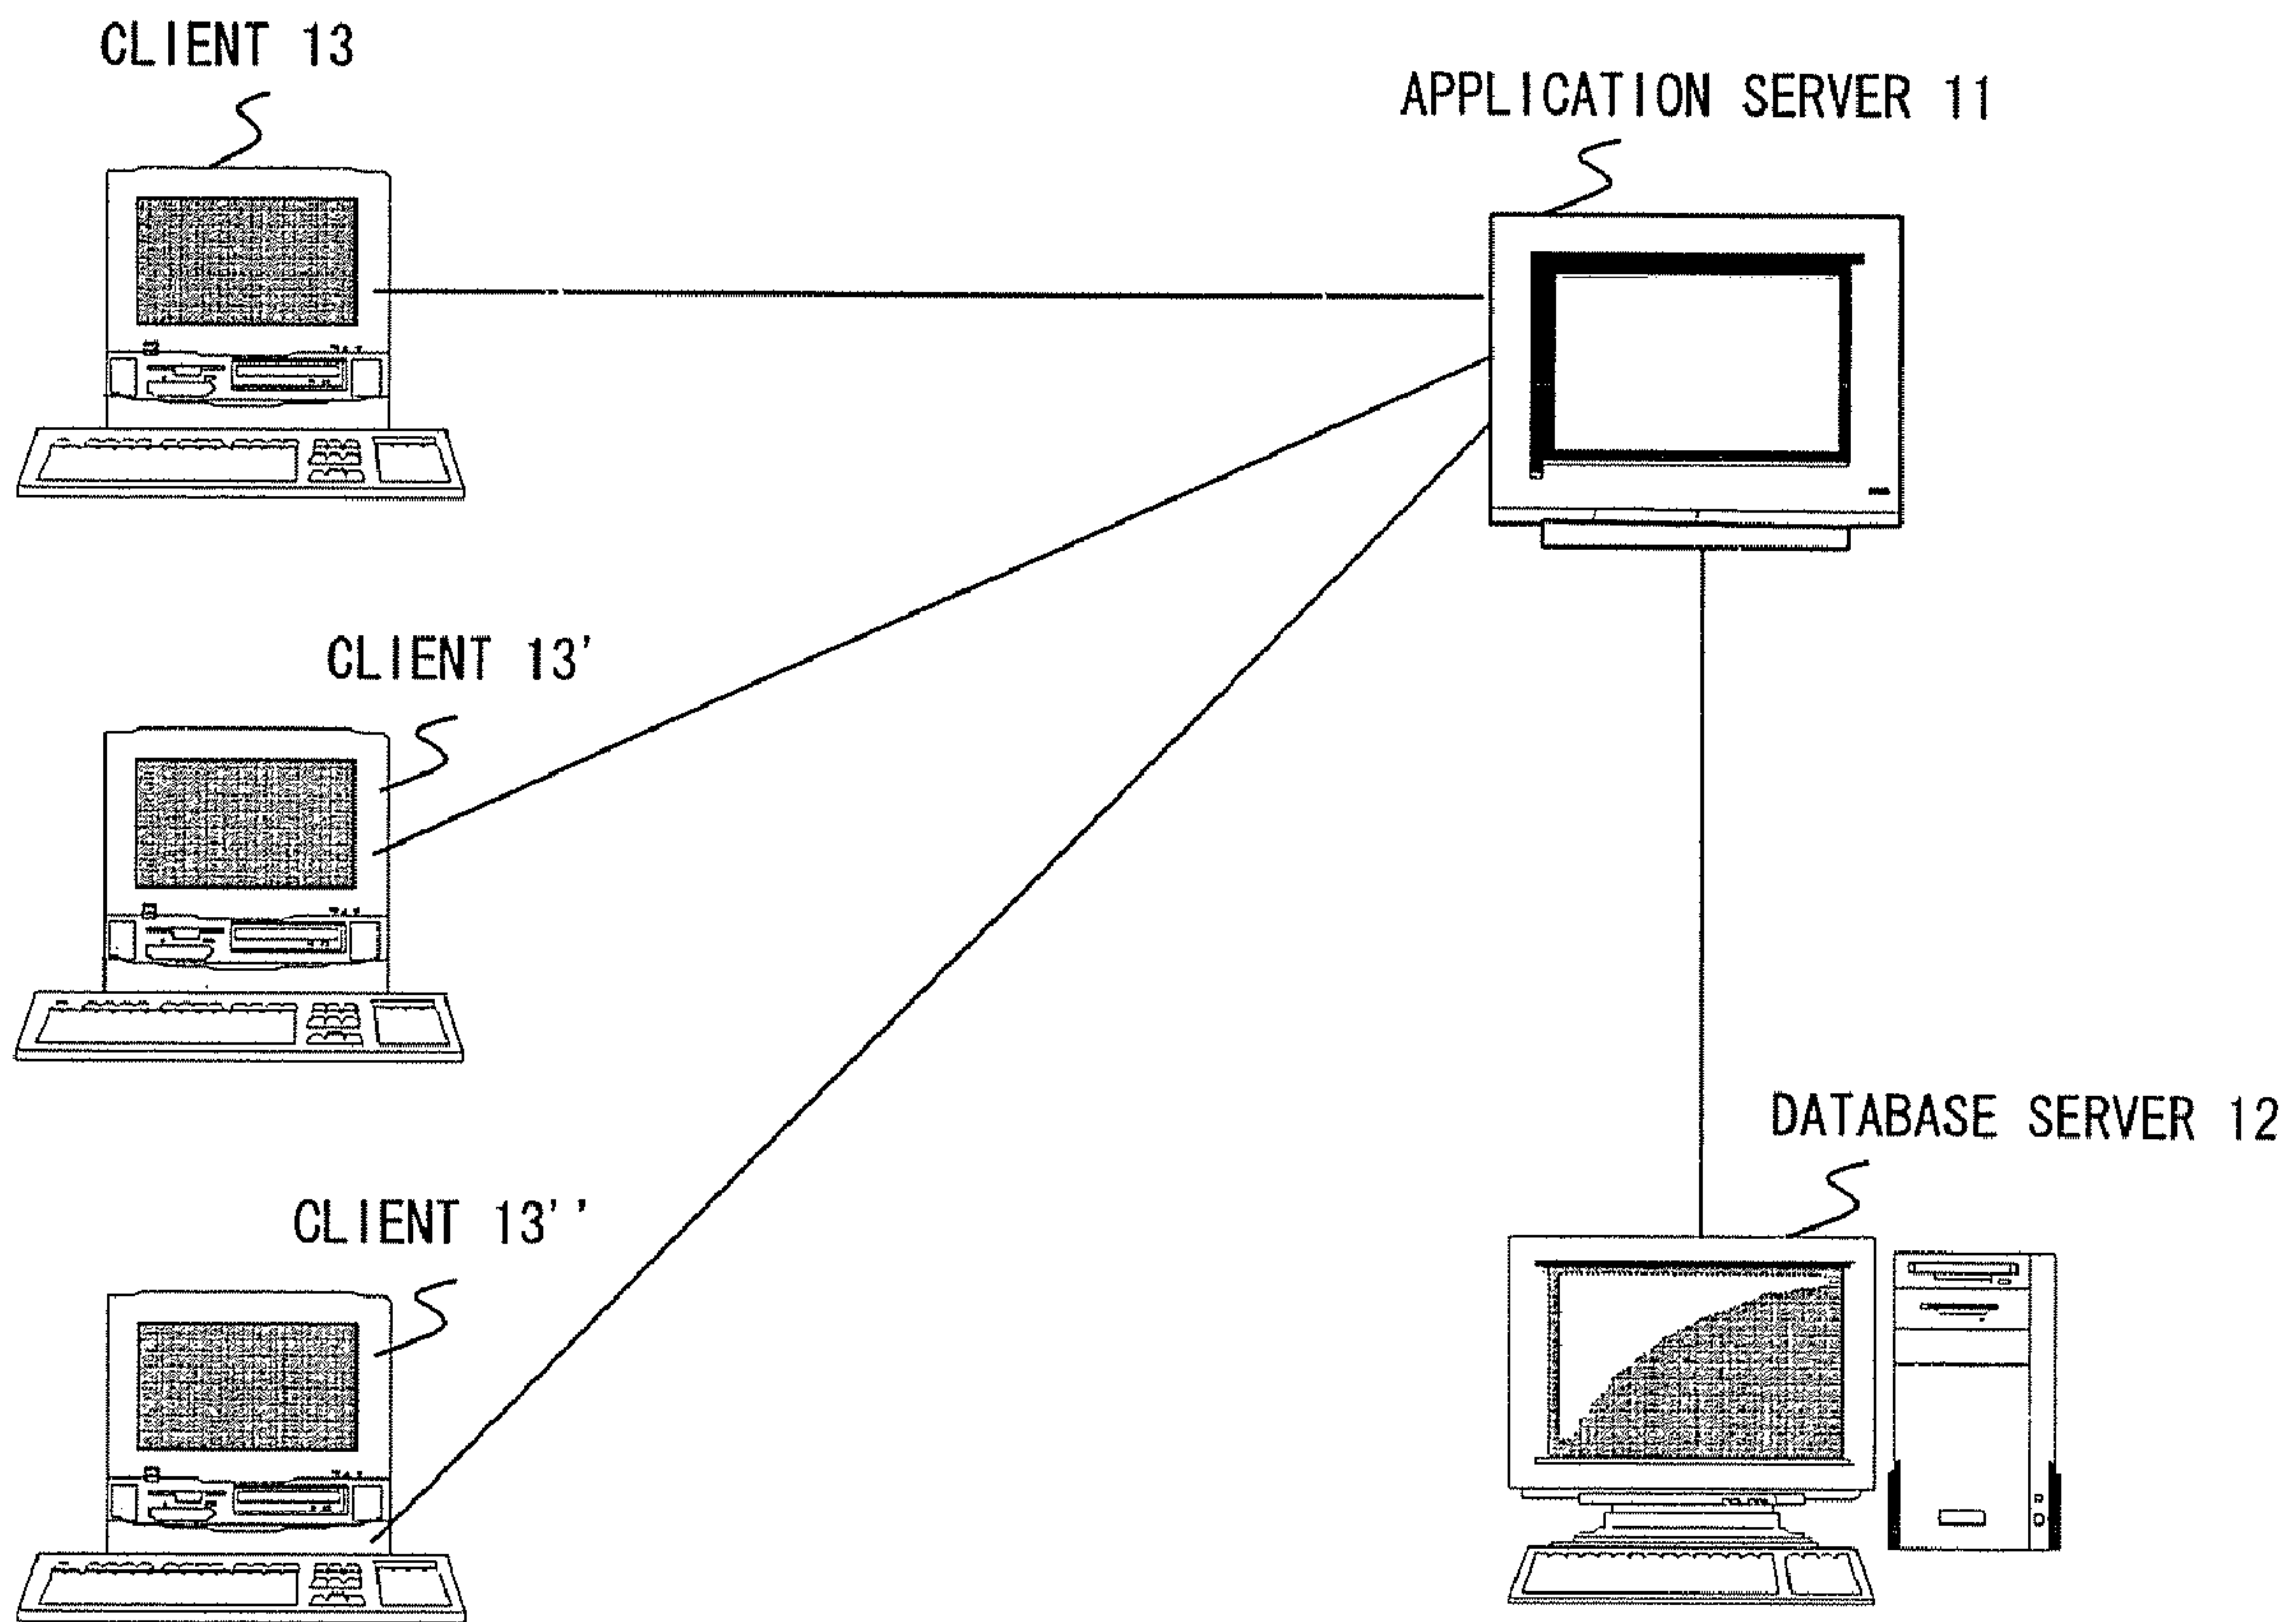 CLIENT 13
APPLICATION SERVER 11
CLIENT 13'
DATABASE SERVER 12
CLIENT 13''